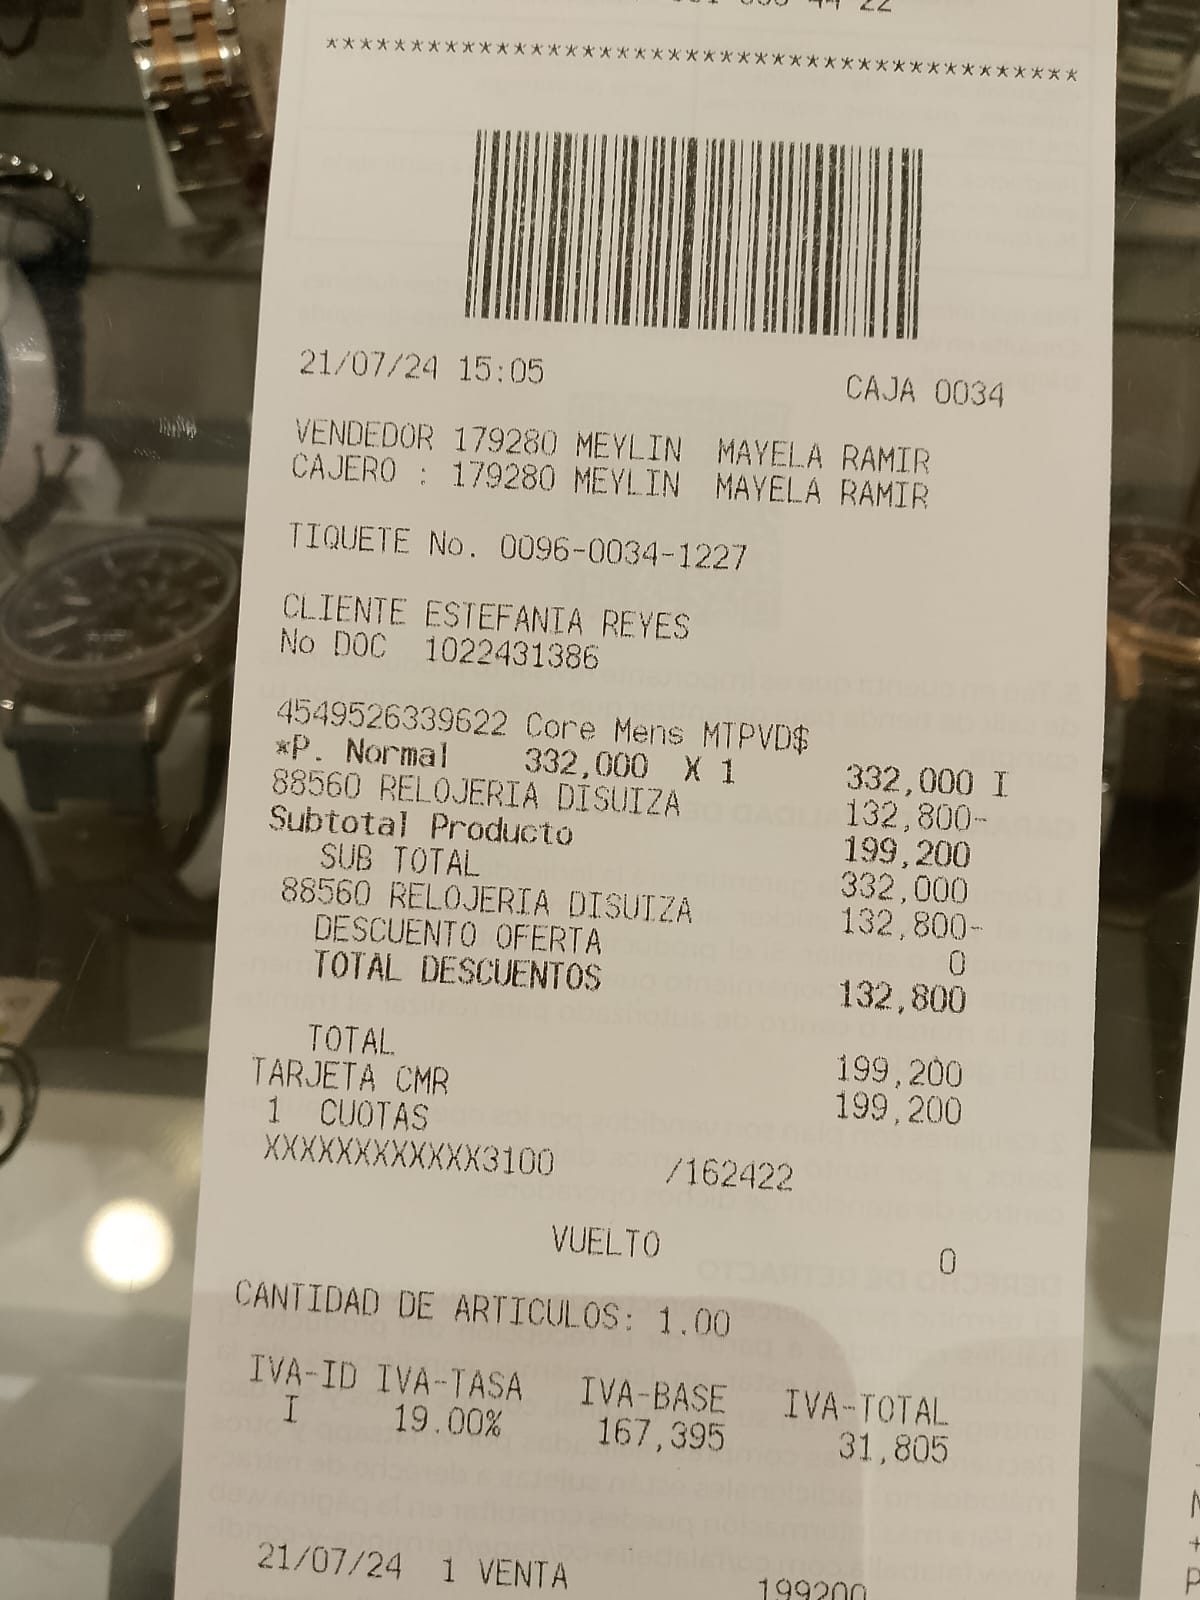 ****************************************************
21/07/24 15:05 CAJA 0034
VENDEDOR 179280 MEYLIN MAYELA RAMIR
CAJERO : 179280 MEYLIN MAYELA RAMIR
TIQUETE No. 0096-0034-1227
CLIENTE ESTEFANIA REYES
No DOC 1022431386
4549526339622 Core Mens MTPVD$
*P. Normal 332,000 X 1 332,000 I
88560 RELOJERIA DISUIZA 132,800-
Subtotal Producto 199,200
SUB TOTAL 332,000
88560 RELOJERIA DISUIZA 132,800-
DESCUENTO OFERTA 0
TOTAL DESCUENTOS 132,800
TOTAL 199,200
TARJETA CMR 199,200
1 CUOTAS
XXXXXXXXXXXX3100 /162422
VUELTO 0
CANTIDAD DE ARTICULOS: 1.00
IVA-ID IVA-TASA IVA-BASE IVA-TOTAL
I 19.00% 167,395 31,805
21/07/24 1 VENTA 199200